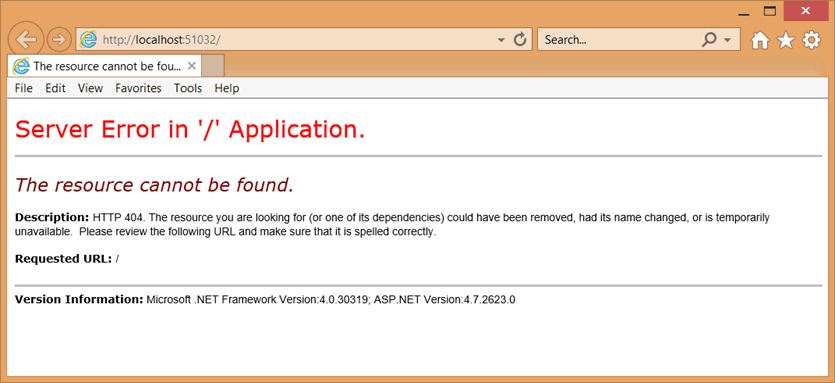 http://localhost:51032/
Search...
The resource cannot be fou...
File Edit View Favorites Tools Help
Server Error in '/' Application.
The resource cannot be found.
Description: HTTP 404. The resource you are looking for (or one of its dependencies) could have been removed, had its name changed, or is temporarily
unavailable.  Please review the following URL and make sure that it is spelled correctly.
Requested URL: /
Version Information: Microsoft .NET Framework Version:4.0.30319; ASP.NET Version:4.7.2623.0